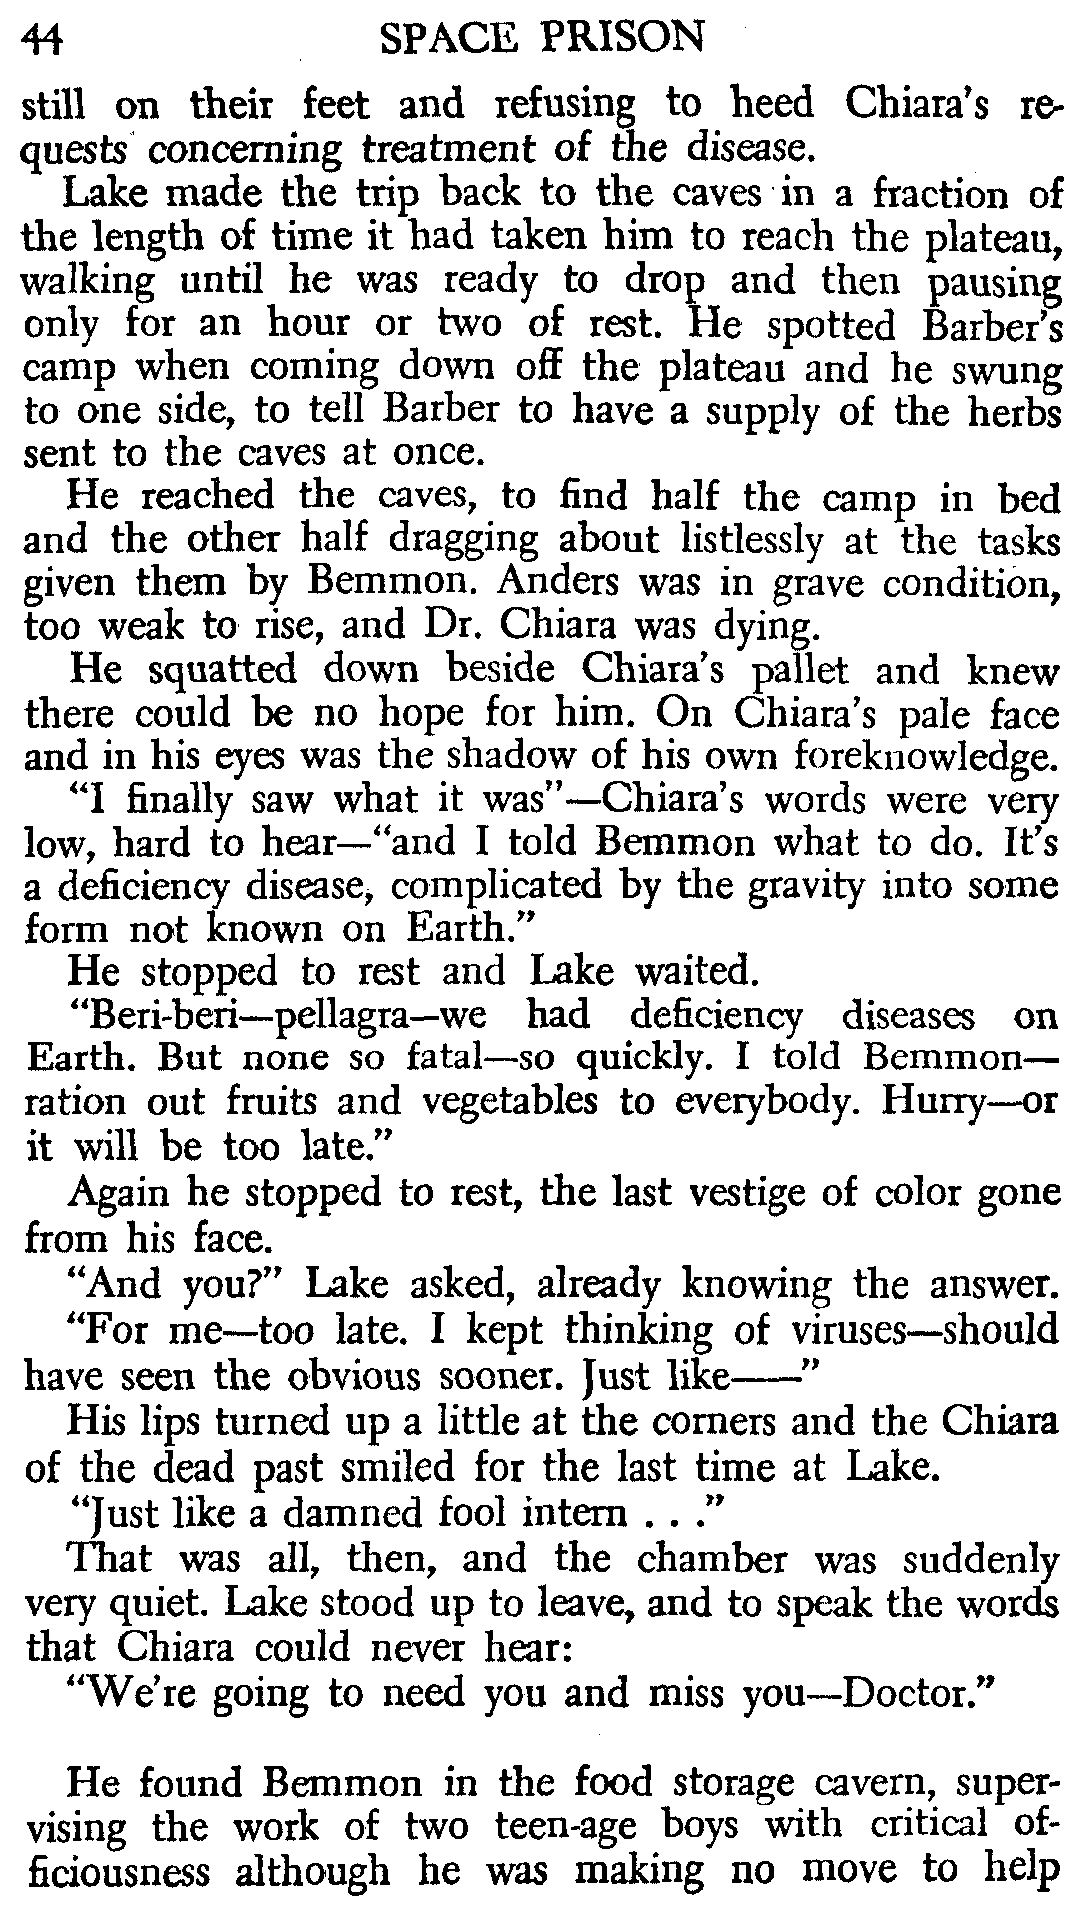 44 SPACE PRISON
still on their feet and refusing to heed Chiara's re-
quests concerning treatment of the disease.
Lake made the trip back to the caves in a fraction of
the length of time it had taken him to reach the plateau,
walking until he was ready to drop and then pausing
only for an hour or two of rest. He spotted Barber's
camp when coming down off the plateau and he swung
to one side, to tell Barber to have a supply of the herbs
sent to the caves at once.
He reached the caves, to find half the camp in bed
and the other half dragging about listlessly at the tasks
given them by Bemmon. Anders was in grave condition,
too weak to rise, and Dr. Chiara was dying.
He squatted down beside Chiara's pallet and knew
there could be no hope for him. On Chiara's pale face
and in his eyes was the shadow of his own foreknowledge.
"I finally saw what it was"—Chiara's words were very
low, hard to hear—"and I told Bemmon what to do. It's
a deficiency disease, complicated by the gravity into some
form not known on Earth."
He stopped to rest and Lake waited.
"Beri-beri—pellagra—we had deficiency diseases on
Earth. But none so fatal—so quickly. I told Bemmon—
ration out fruits and vegetables to everybody. Hurry—or
it will be too late."
Again he stopped to rest, the last vestige of color gone
from his face.
"And you?" Lake asked, already knowing the answer.
"For me—too late. I kept thinking of viruses—should
have seen the obvious sooner. Just like——"
His lips turned up a little at the corners and the Chiara
of the dead past smiled for the last time at Lake.
"Just like a damned fool intern . . ."
That was all, then, and the chamber was suddenly
very quiet. Lake stood up to leave, and to speak the words
that Chiara could never hear:
"We're going to need you and miss you—Doctor."
He found Bemmon in the food storage cavern, super-
vising the work of two teen-age boys with critical of-
ficiousness although he was making no move to help